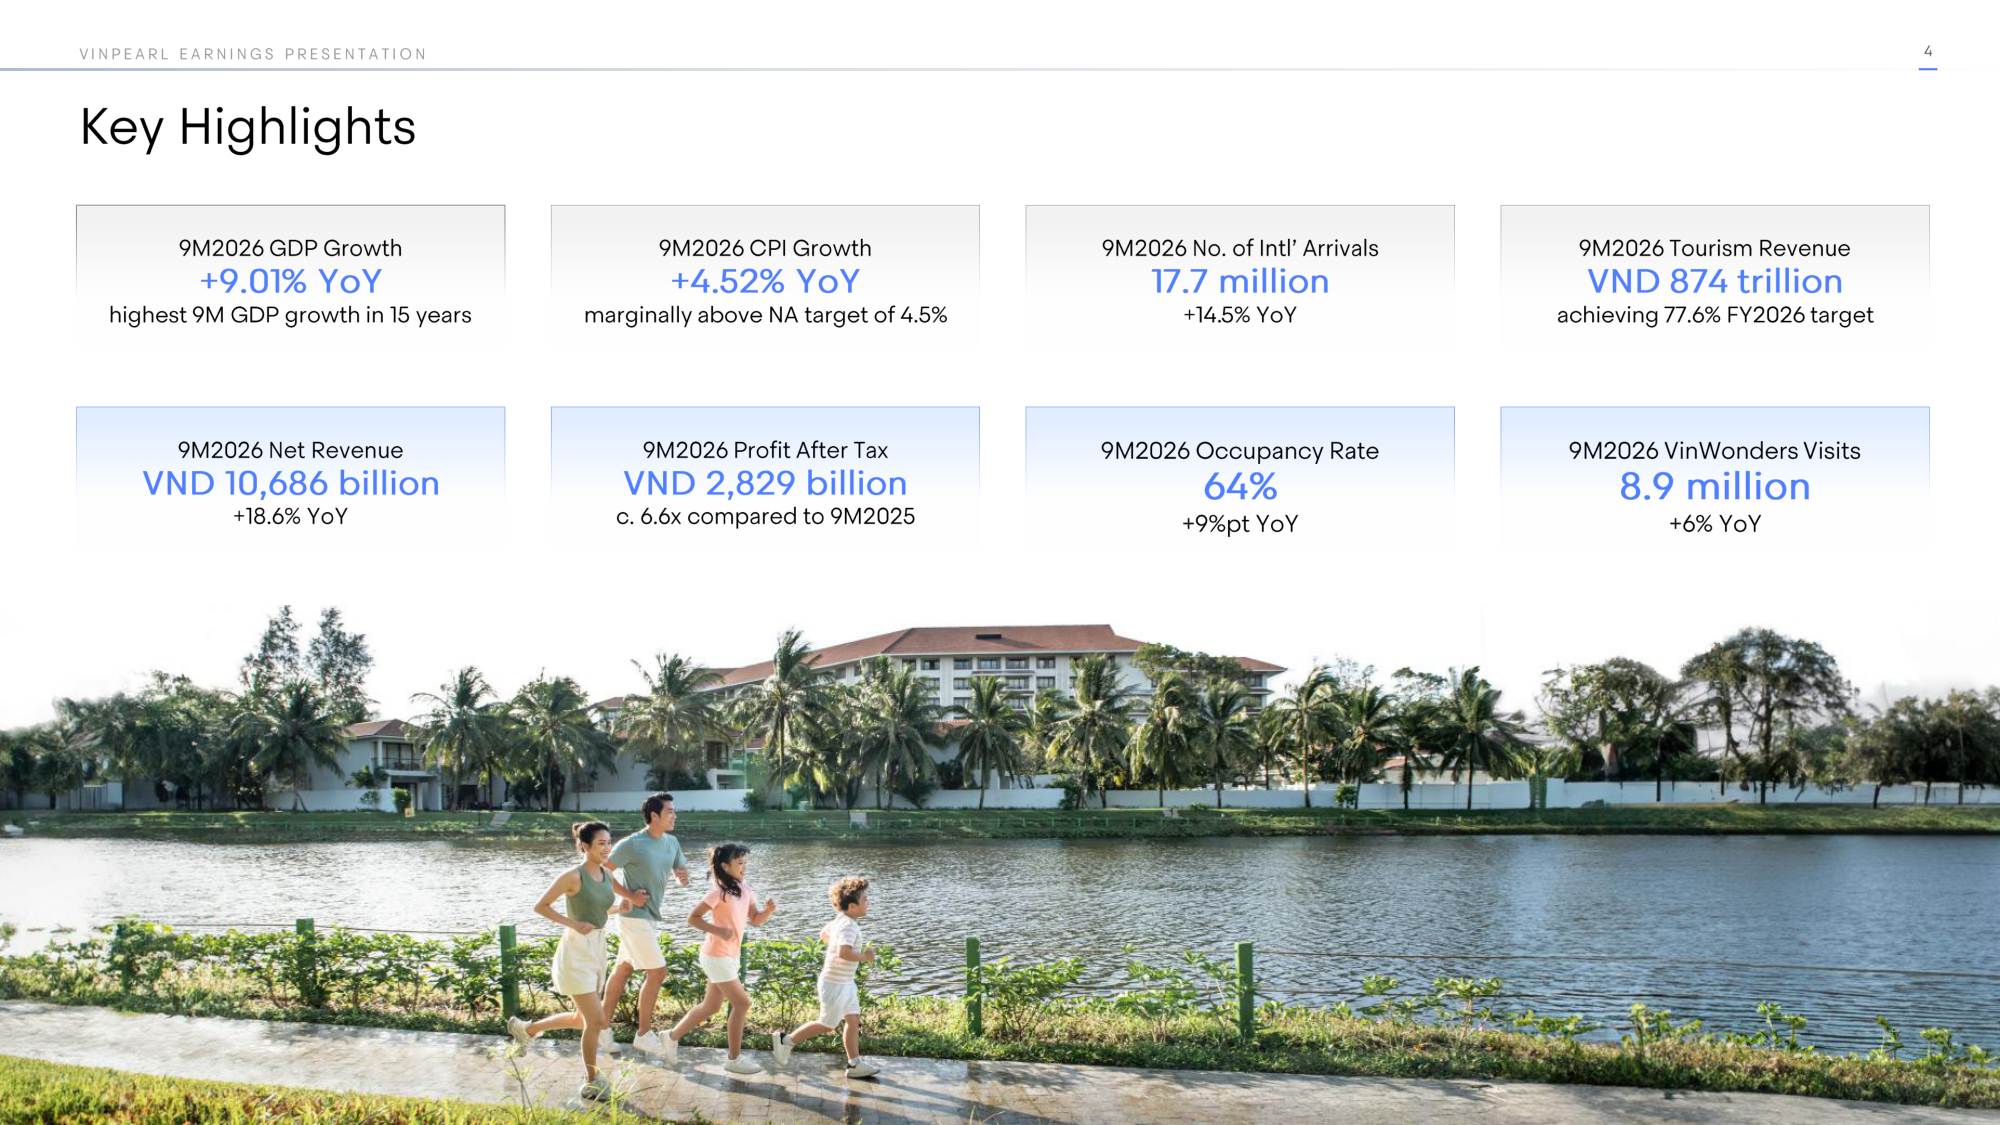 VINPEARL EARNINGS PRESENTATION
4
Key Highlights
9M2026 GDP Growth
+9.01% YoY
highest 9M GDP growth in 15 years
9M2026 CPI Growth
+4.52% YoY
marginally above NA target of 4.5%
9M2026 No. of Intl’ Arrivals
17.7 million
+14.5% YoY
9M2026 Tourism Revenue
VND 874 trillion
achieving 77.6% FY2026 target
9M2026 Net Revenue
VND 10,686 billion
+18.6% YoY
9M2026 Profit After Tax
VND 2,829 billion
c. 6.6x compared to 9M2025
9M2026 Occupancy Rate
64%
+9%pt YoY
9M2026 VinWonders Visits
8.9 million
+6% YoY